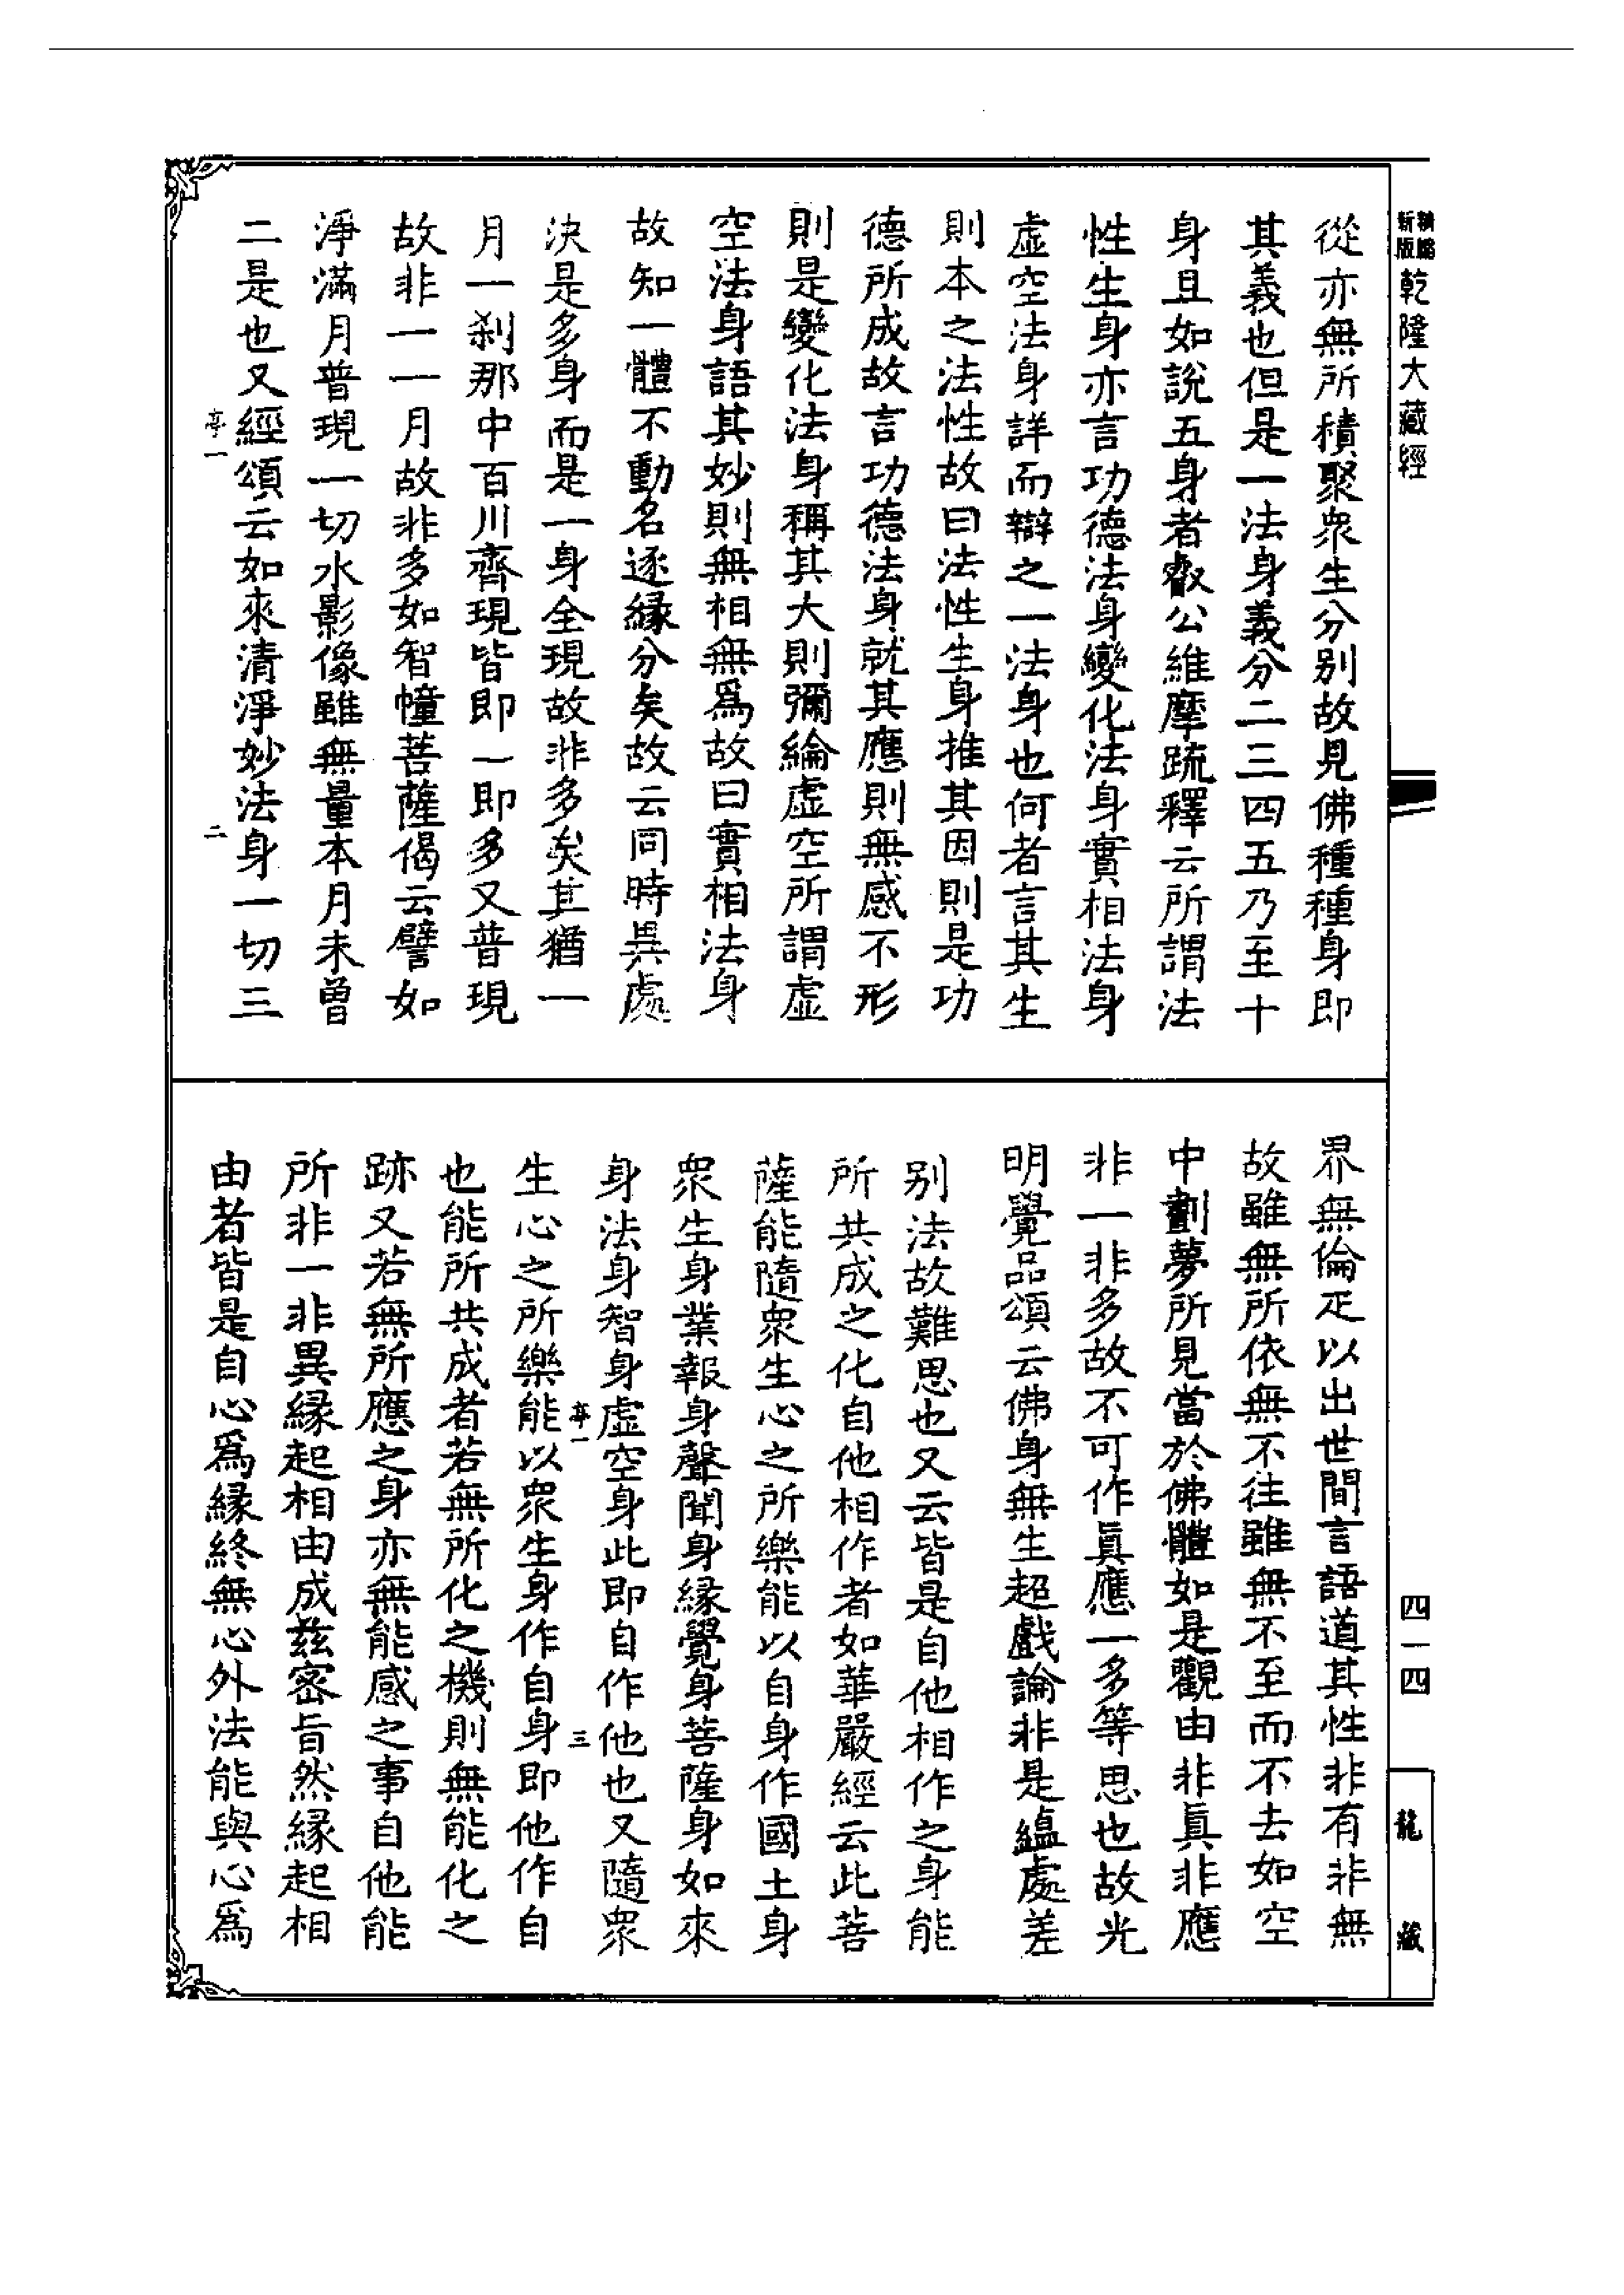 新版精縮乾隆大藏經
從亦無所積聚衆生分别故見佛種種身即
其義也但是一法身義分二三四五乃至十
身且如說五身者叡公維摩䟽釋云所謂法
性生身亦言功德法身變化法身實相法身
虛空法身詳而辯之一法身也何者言其生
則本之法性故曰法性生身推其因則是功
德所成故言功德法身就其應則無感不形
則是變化法身稱其大則彌綸虛空所謂虛
空法身語其妙則無相無爲故曰實相法身
故知一體不動名逐緣分矣故云同時異處
決是多身而是一身全現故非多矣其猶一
月一刹那中百川齊現皆即一即多又普現
故非一一月故非多如智幢菩薩偈云譬如
淨滿月普現一切水影像雖無量本月未曾
二是也又經頌云如來清淨妙法身一切三
亭一 二
界無倫疋以出世間言語道其性非有非無
故雖無所依無不往雖無不至而不去如空
中劃夢所見當於佛體如是觀由非眞非應
非一非多故不可作眞應一多等思也故光
明覺品頌云佛身無生超戲論非是緼處差
别法故難思也又云皆是自他相作之身能
所共成之化自他相作者如華嚴經云此菩
薩能隨衆生心之所樂能以自身作國土身
衆生身業報身聲聞身緣覺身菩薩身如來
身法身智身虛空身此即自作他也又隨衆
亭一 三
生心之所樂能以衆生身作自身即他作自
也能所共成者若無所化之機則無能化之
跡又若無所應之身亦無能感之事自他能
所非一非異緣起相由成兹密旨然緣起相
由者皆是自心爲緣終無心外法能與心爲
四一四
龍藏